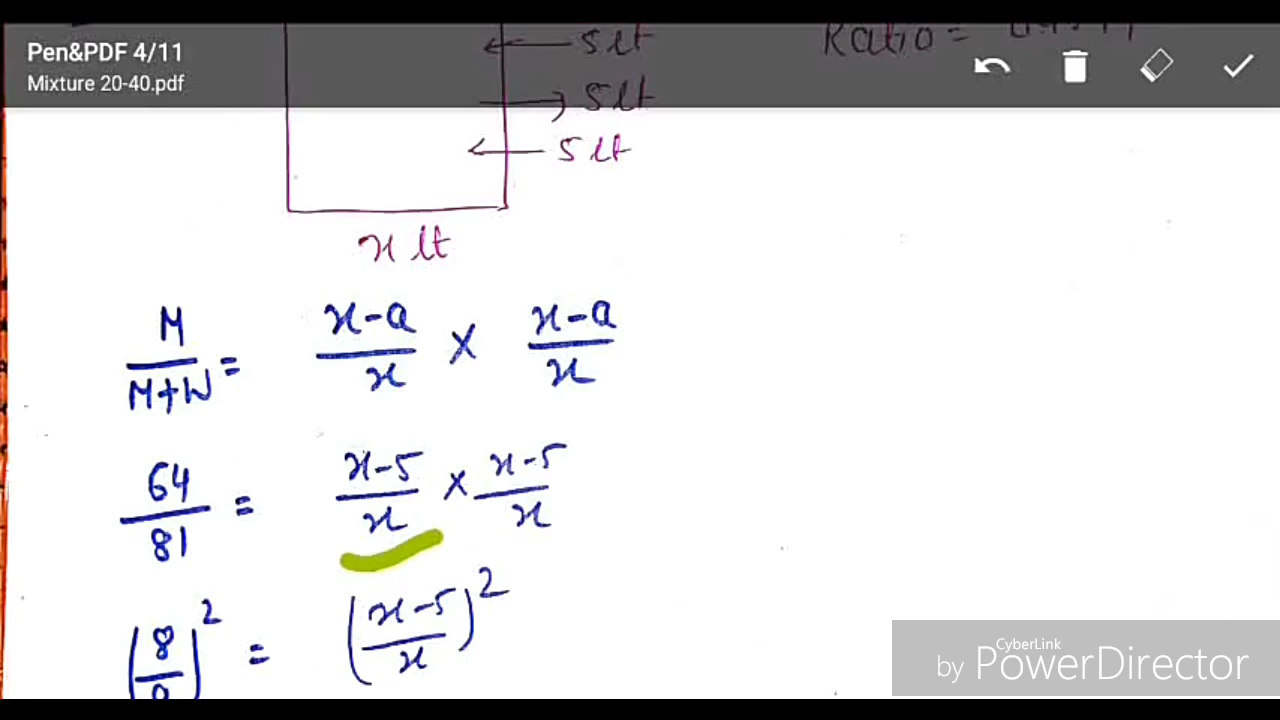 5 lt
Ratio =
Pen&PDF 4/11
Mixture 20-40.pdf
5 lt
5 lt
x lt
M/M+W = x-a/x × x-a/x
64/81 = x-5/x × x-5/x
(8/9)² = (x-5/x)²
CyberLink
by PowerDirector